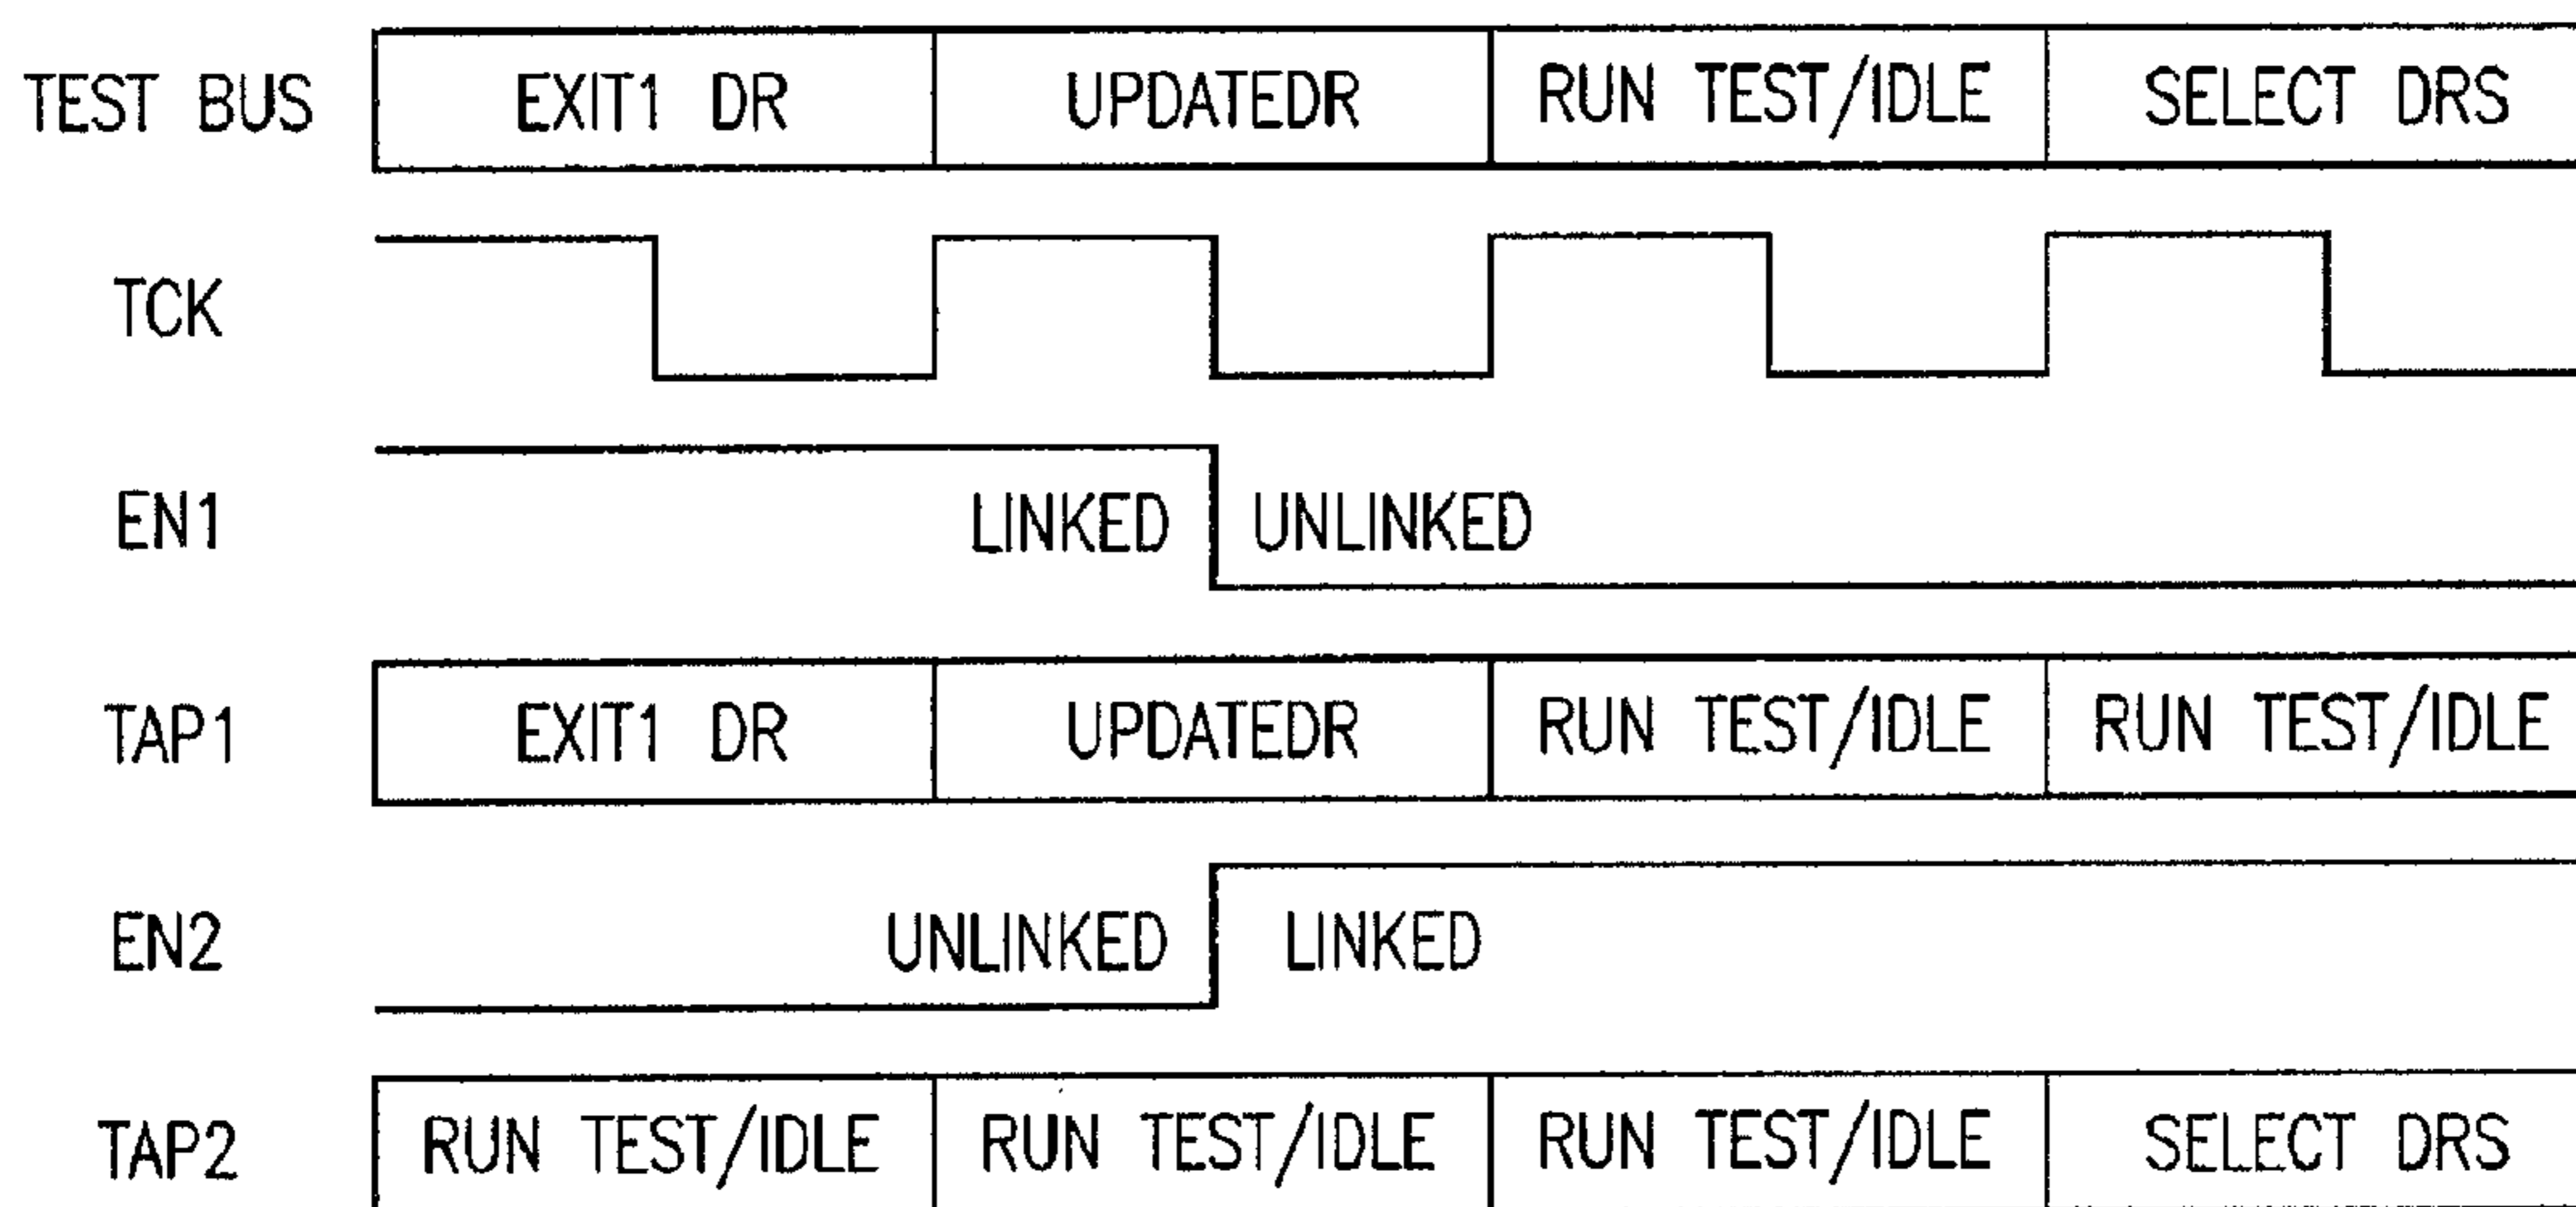 TEST BUS EXIT1 DR UPDATEDR RUN TEST/IDLE SELECT DRS
TCK
EN1 LINKED UNLINKED
TAP1 EXIT1 DR UPDATEDR RUN TEST/IDLE RUN TEST/IDLE
EN2 UNLINKED LINKED
TAP2 RUN TEST/IDLE RUN TEST/IDLE RUN TEST/IDLE SELECT DRS